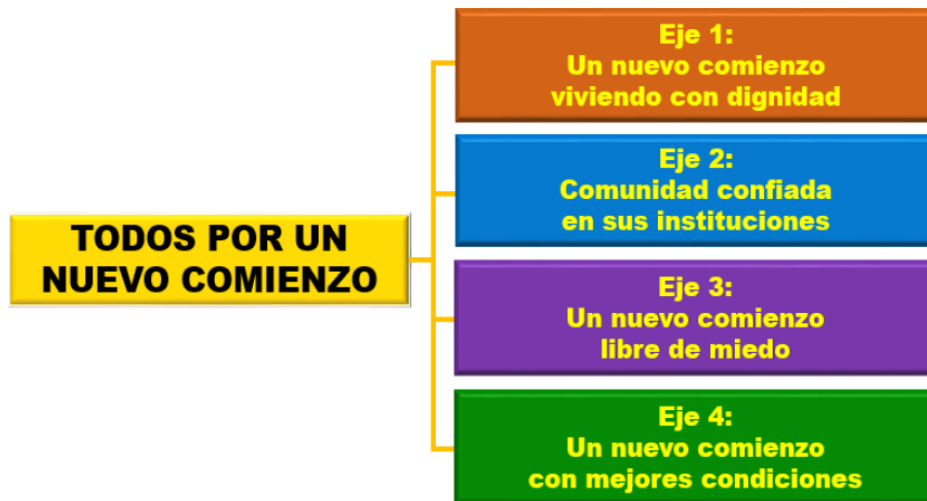 TODOS POR UN
NUEVO COMIENZO
Eje 1:
Un nuevo comienzo
viviendo con dignidad
Eje 2:
Comunidad confiada
en sus instituciones
Eje 3:
Un nuevo comienzo
libre de miedo
Eje 4:
Un nuevo comienzo
con mejores condiciones